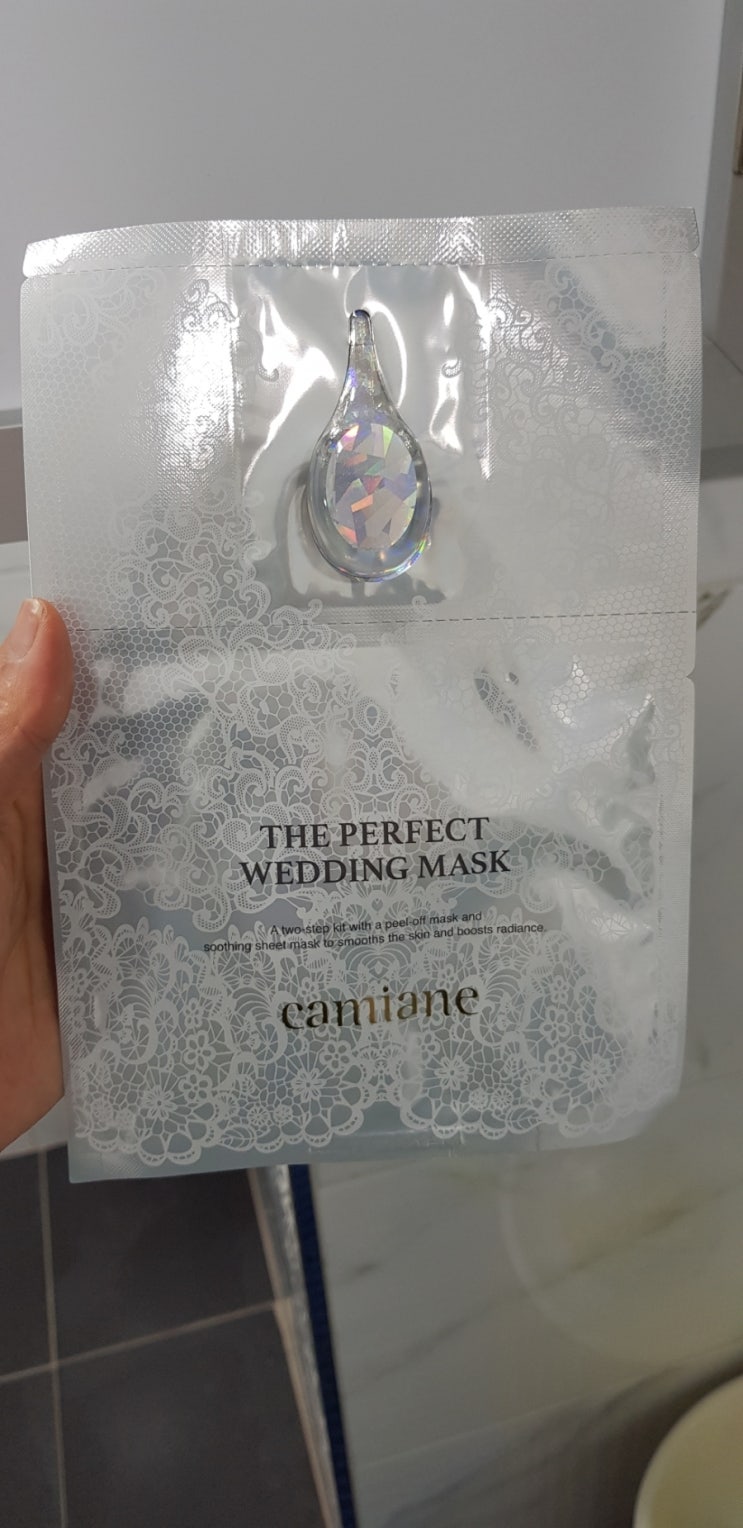 THE PERFECT
WEDDING MASK
A two-step kit with a peel-off mask and
soothing sheet mask to smooths the skin and boosts radiance.
camiane